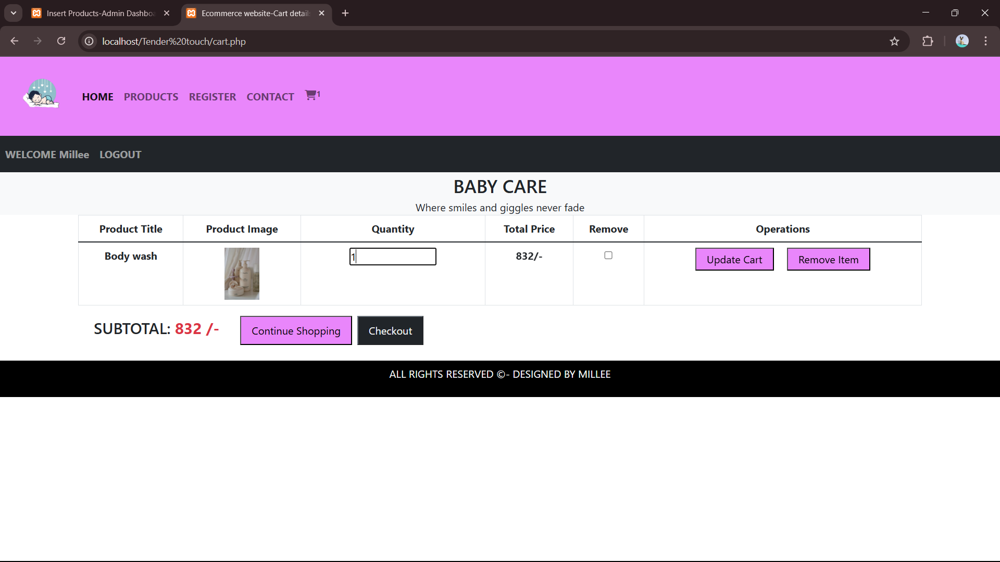 Insert Products-Admin Dashboa
Ecommerce website-Cart details
localhost/Tender%20touch/cart.php
HOME PRODUCTS REGISTER CONTACT 1
WELCOME Millee LOGOUT
BABY CARE
Where smiles and giggles never fade
Product Title Product Image Quantity Total Price Remove Operations
Body wash 1 832/- Update Cart Remove Item
SUBTOTAL: 832 /- Continue Shopping Checkout
ALL RIGHTS RESERVED ©- DESIGNED BY MILLEE